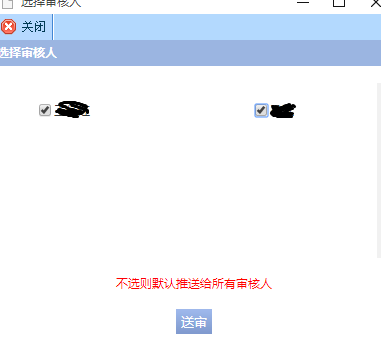 选择审核人
关闭
选择审核人
不选则默认推送给所有审核人
送审